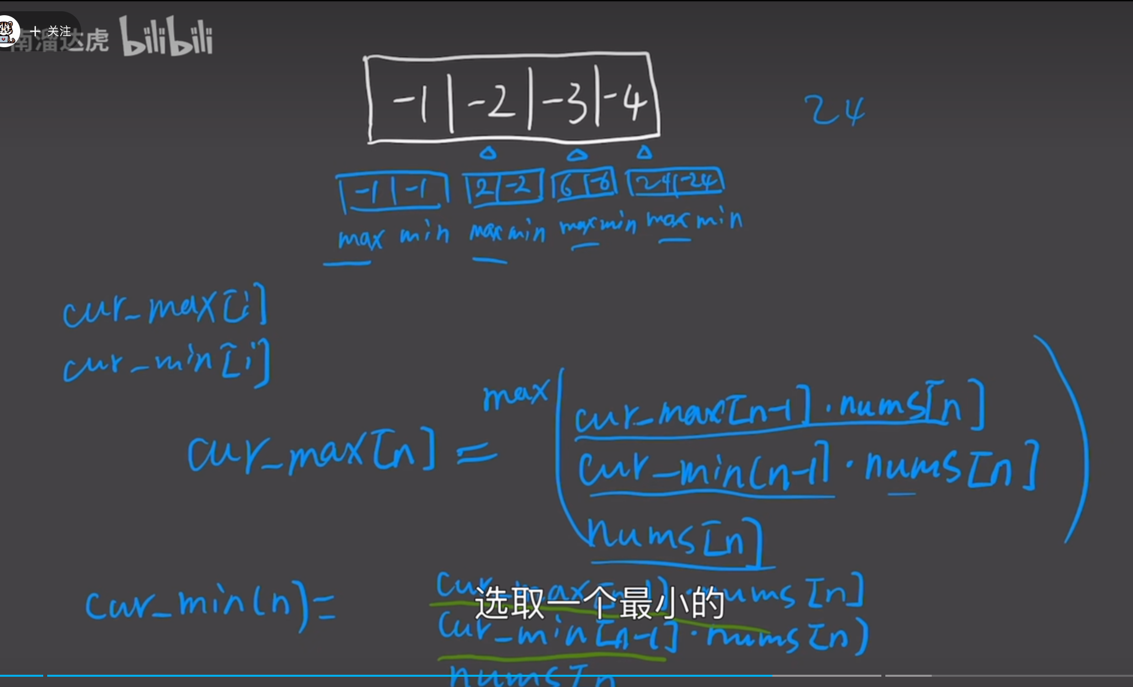 + 关注
南溜达虎 bilibili
-1 | -2 | -3 | -4
24
-1 | -1 2 | -2 6 | -6 24 | -24
max min max min max min max min
cur_max[i]
cur_min[i]
max
cur_max[n-1]·nums[n]
cur_max[n] =
cur_min[n-1]·nums[n]
nums[n]
cur_max[n-1]·nums[n]
cur_min(n)=
选取一个最小的
cur_min[n-1]·nums[n)
nums[n